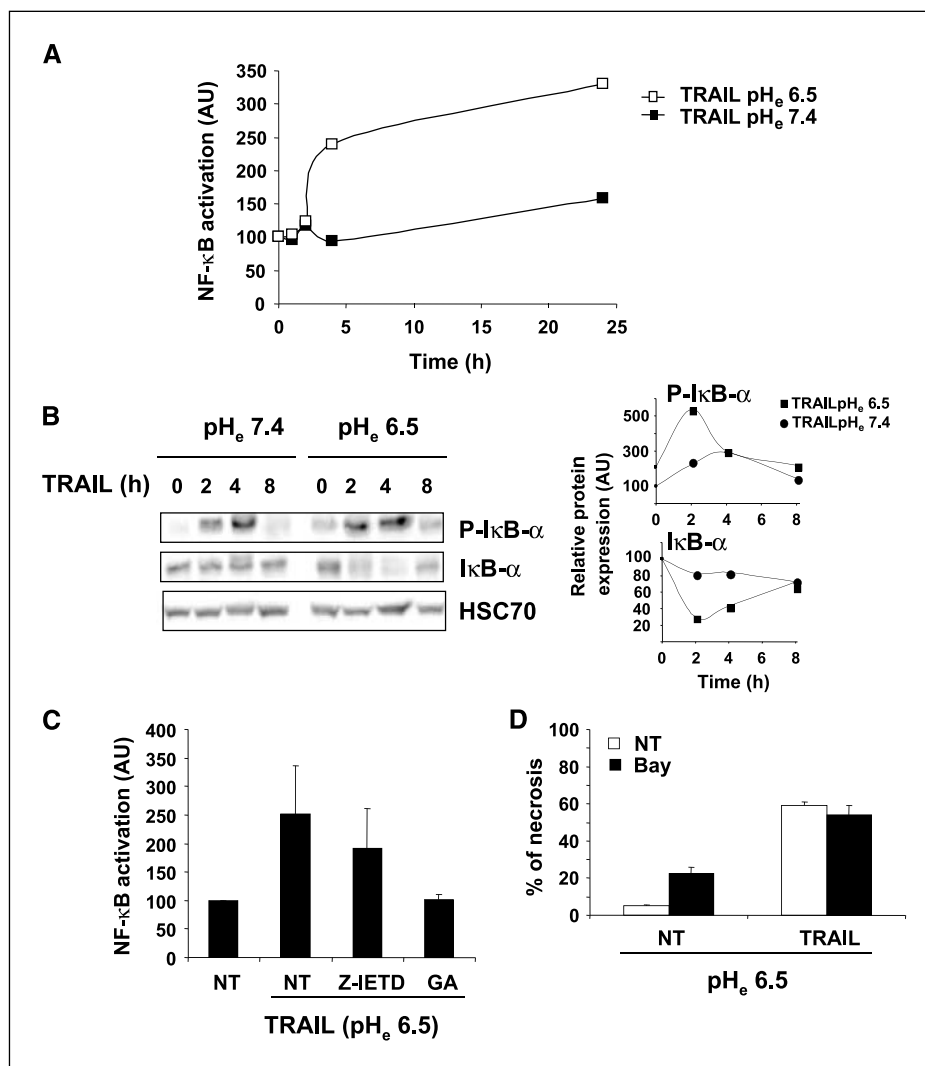 A
NF-κB activation (AU)
350
300
250
200
150
100
50
0
0 5 10 15 20 25
Time (h)
TRAIL pHe 6.5
TRAIL pHe 7.4
B
pHe 7.4 pHe 6.5
TRAIL (h) 0 2 4 8 0 2 4 8
P-IκB-α
IκB-α
HSC70
Relative protein
expression (AU)
P-IκB-α
500
300
100
0 2 4 6 8
TRAILpHe 6.5
TRAILpHe 7.4
IκB-α
100
80
60
40
20
0 2 4 6 8
Time (h)
C
NF-κB activation (AU)
400
350
300
250
200
150
100
50
0
NT NT Z-IETD GA
TRAIL (pHe 6.5)
D
% of necrosis
100
80
60
40
20
0
NT
Bay
NT TRAIL
pHe 6.5